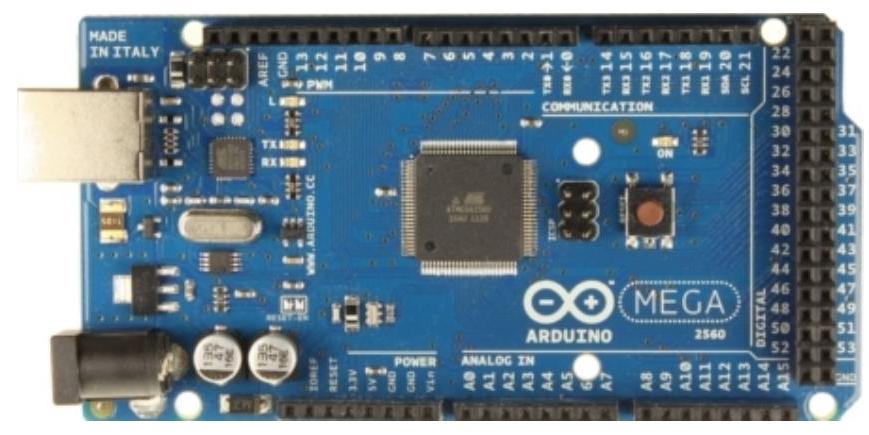 MADE
IN ITALY
AREF
GND
13
12
11
10
9
8
7
6
5
4
3
2
TX0→1
RX0←0
TX3 14
RX3 15
TX2 16
RX2 17
TX1 18
RX1 19
SDA 20
SCL 21
PWM
COMMUNICATION
L
TX
RX
ON
22
24
26
28
30 31
32 33
34 35
36 37
38 39
40 41
42 43
44 45
46 47
48 49
50 51
52 53
GND
WWW.ARDUINO.CC
ICSP
RESET
RESET-EN
ARDUINO
MEGA
2560
DIGITAL
POWER
ANALOG IN
IOREF
RESET
3.3V
5V
GND
GND
Vin
A0
A1
A2
A3
A4
A5
6
A7
A8
A9
A10
A11
A12
A13
A14
A15